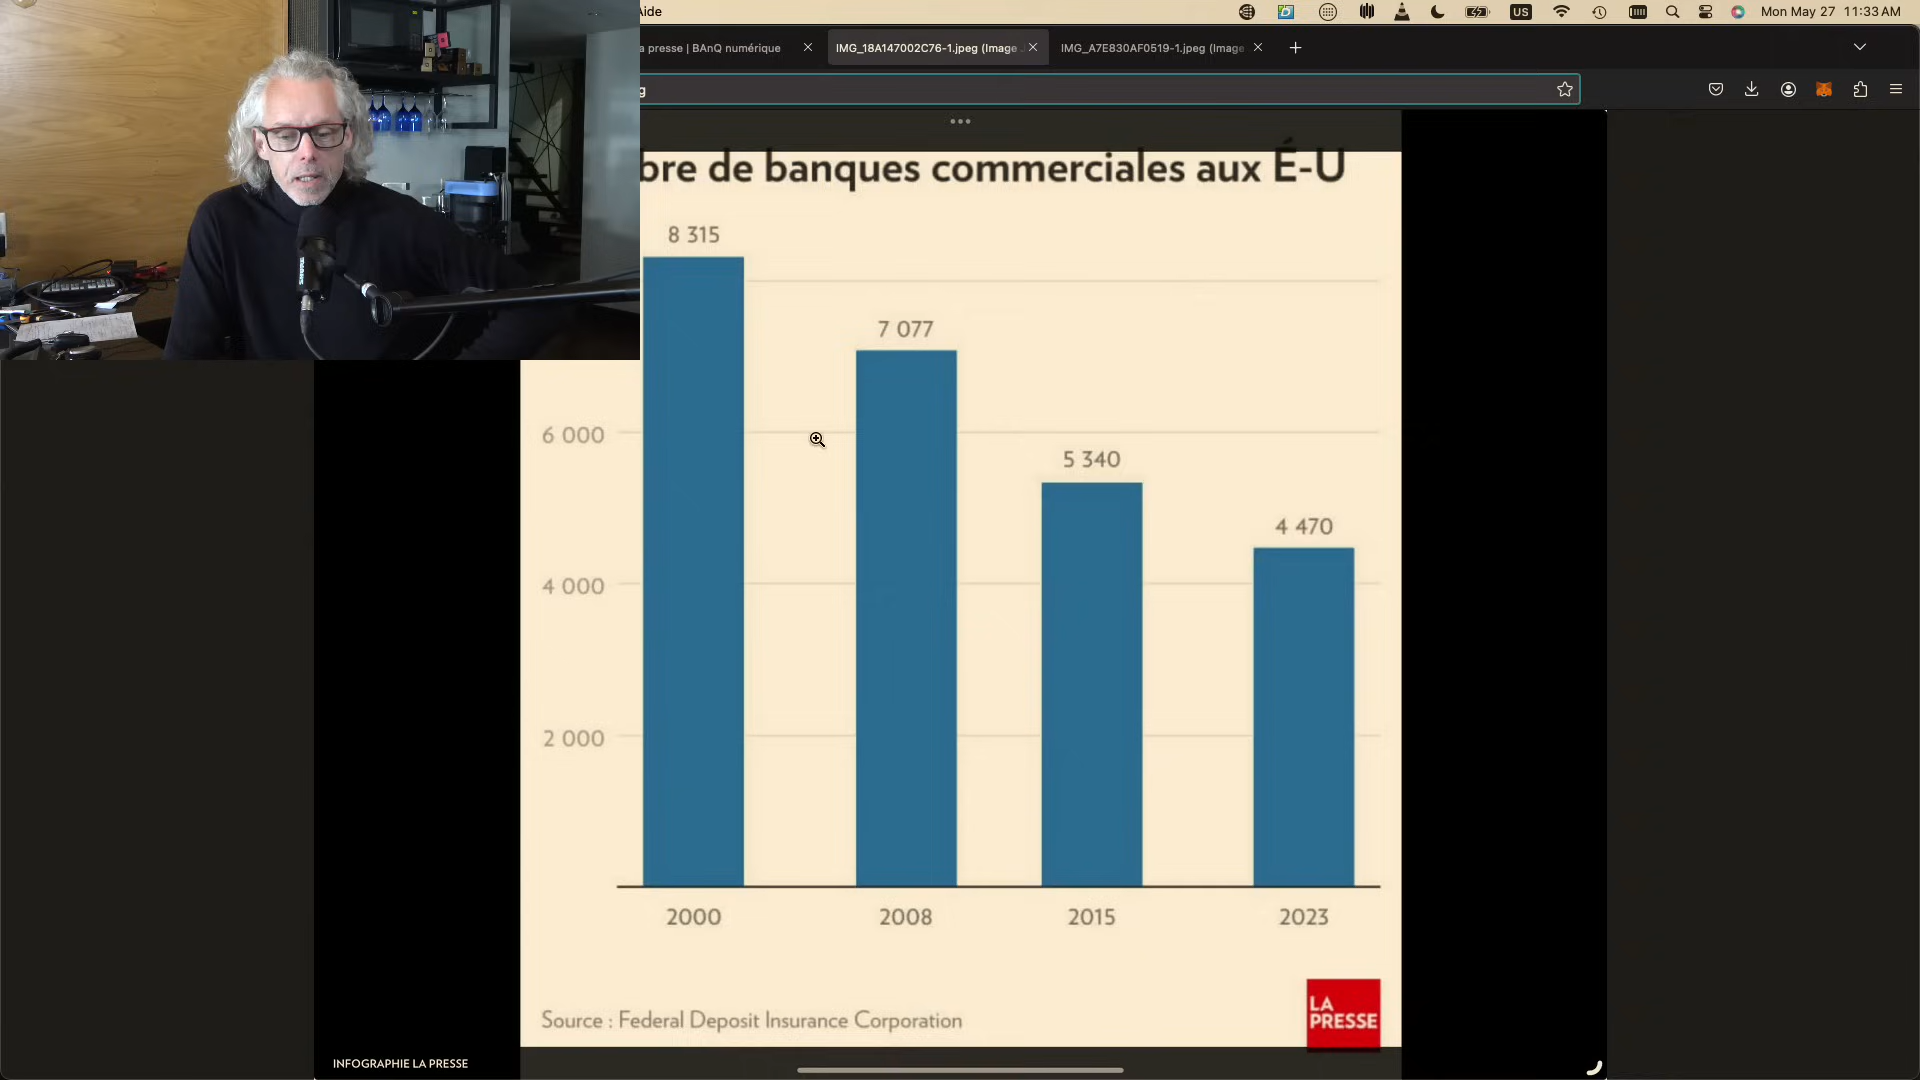 Aide
US
Mon May 27 11:33 AM
a presse | BAnQ numérique
IMG_18A147002C76-1.jpeg (Image
IMG_A7E830AF0519-1.jpeg (Image
g
bre de banques commerciales aux É-U
8 315
7 077
6 000
5 340
4 470
4 000
2 000
2000
2008
2015
2023
Source : Federal Deposit Insurance Corporation
LA
PRESSE
INFOGRAPHIE LA PRESSE